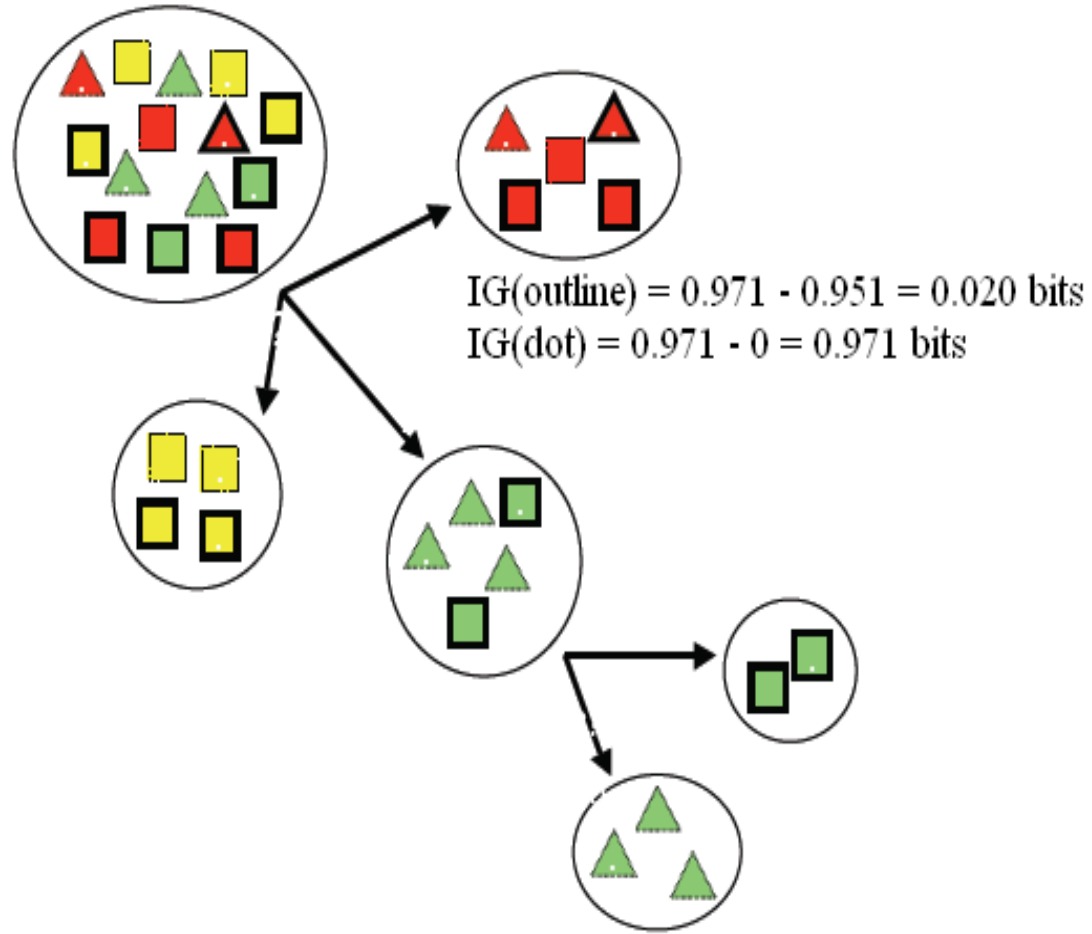 IG(outline) = 0.971 - 0.951 = 0.020 bits
IG(dot) = 0.971 - 0 = 0.971 bits